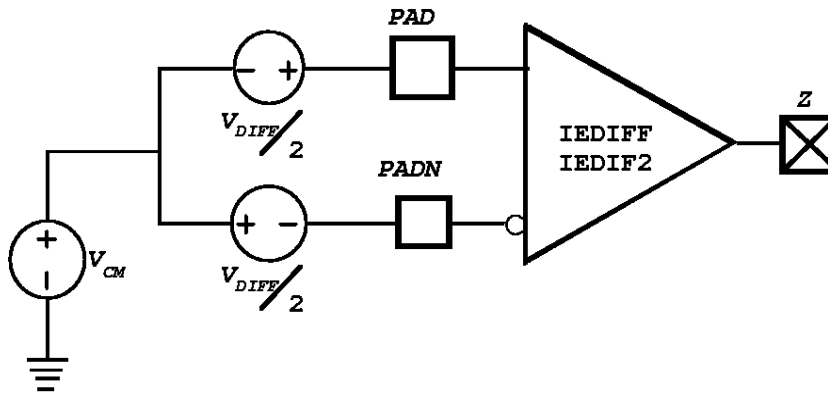 PAD
- +
V_DIFF/2
IEDIFF
IEDIF2
Z
PADN
+ -
V_DIFF/2
+
-
V_CM